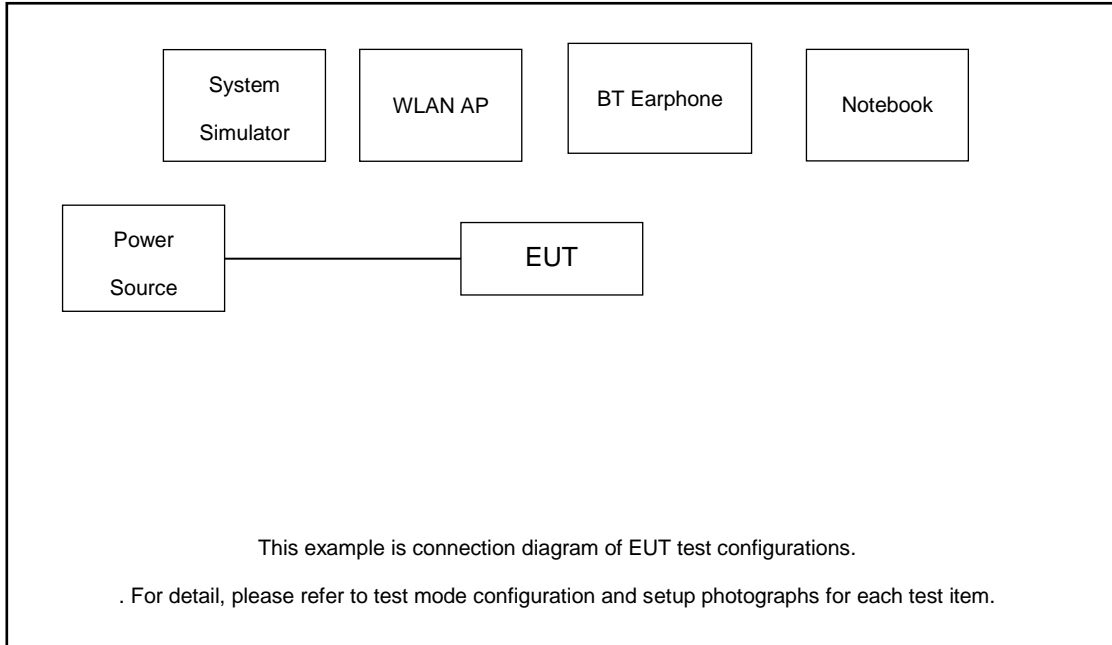 System
Simulator
WLAN AP
BT Earphone
Notebook
Power
Source
EUT
This example is connection diagram of EUT test configurations.
. For detail, please refer to test mode configuration and setup photographs for each test item.